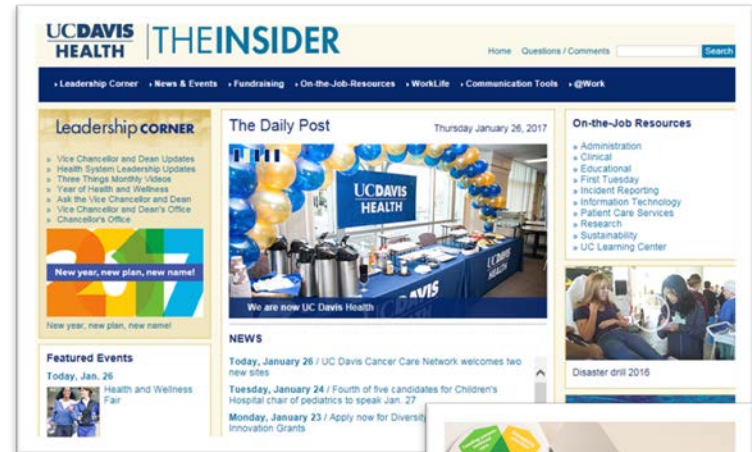 UCDAVIS
HEALTH
THEINSIDER
Home Questions / Comments Search
Leadership Corner News & Events Fundraising On-the-Job-Resources WorkLife Communication Tools @Work
Leadership CORNER
» Vice Chancellor and Dean Updates
» Health System Leadership Updates
» Three Things Monthly Videos
» Year of Health and Wellness
» Ask the Vice Chancellor and Dean
» Vice Chancellor and Dean's Office
» Chancellor's Office
2017
New year, new plan, new name!
New year, new plan, new name!
Featured Events
Today, Jan. 26
Health and Wellness
Fair
The Daily Post
Thursday January 26, 2017
UCDAVIS
HEALTH
UC DAVIS
HEALTH
We are now UC Davis Health
NEWS
Today, January 26 / UC Davis Cancer Care Network welcomes two
new sites
Tuesday, January 24 / Fourth of five candidates for Children's
Hospital chair of pediatrics to speak Jan. 27
Monday, January 23 / Apply now for Diversity
Innovation Grants
On-the-Job Resources
» Administration
» Clinical
» Educational
» First Tuesday
» Incident Reporting
» Information Technology
» Patient Care Services
» Research
» Sustainability
» UC Learning Center
Disaster drill 2016